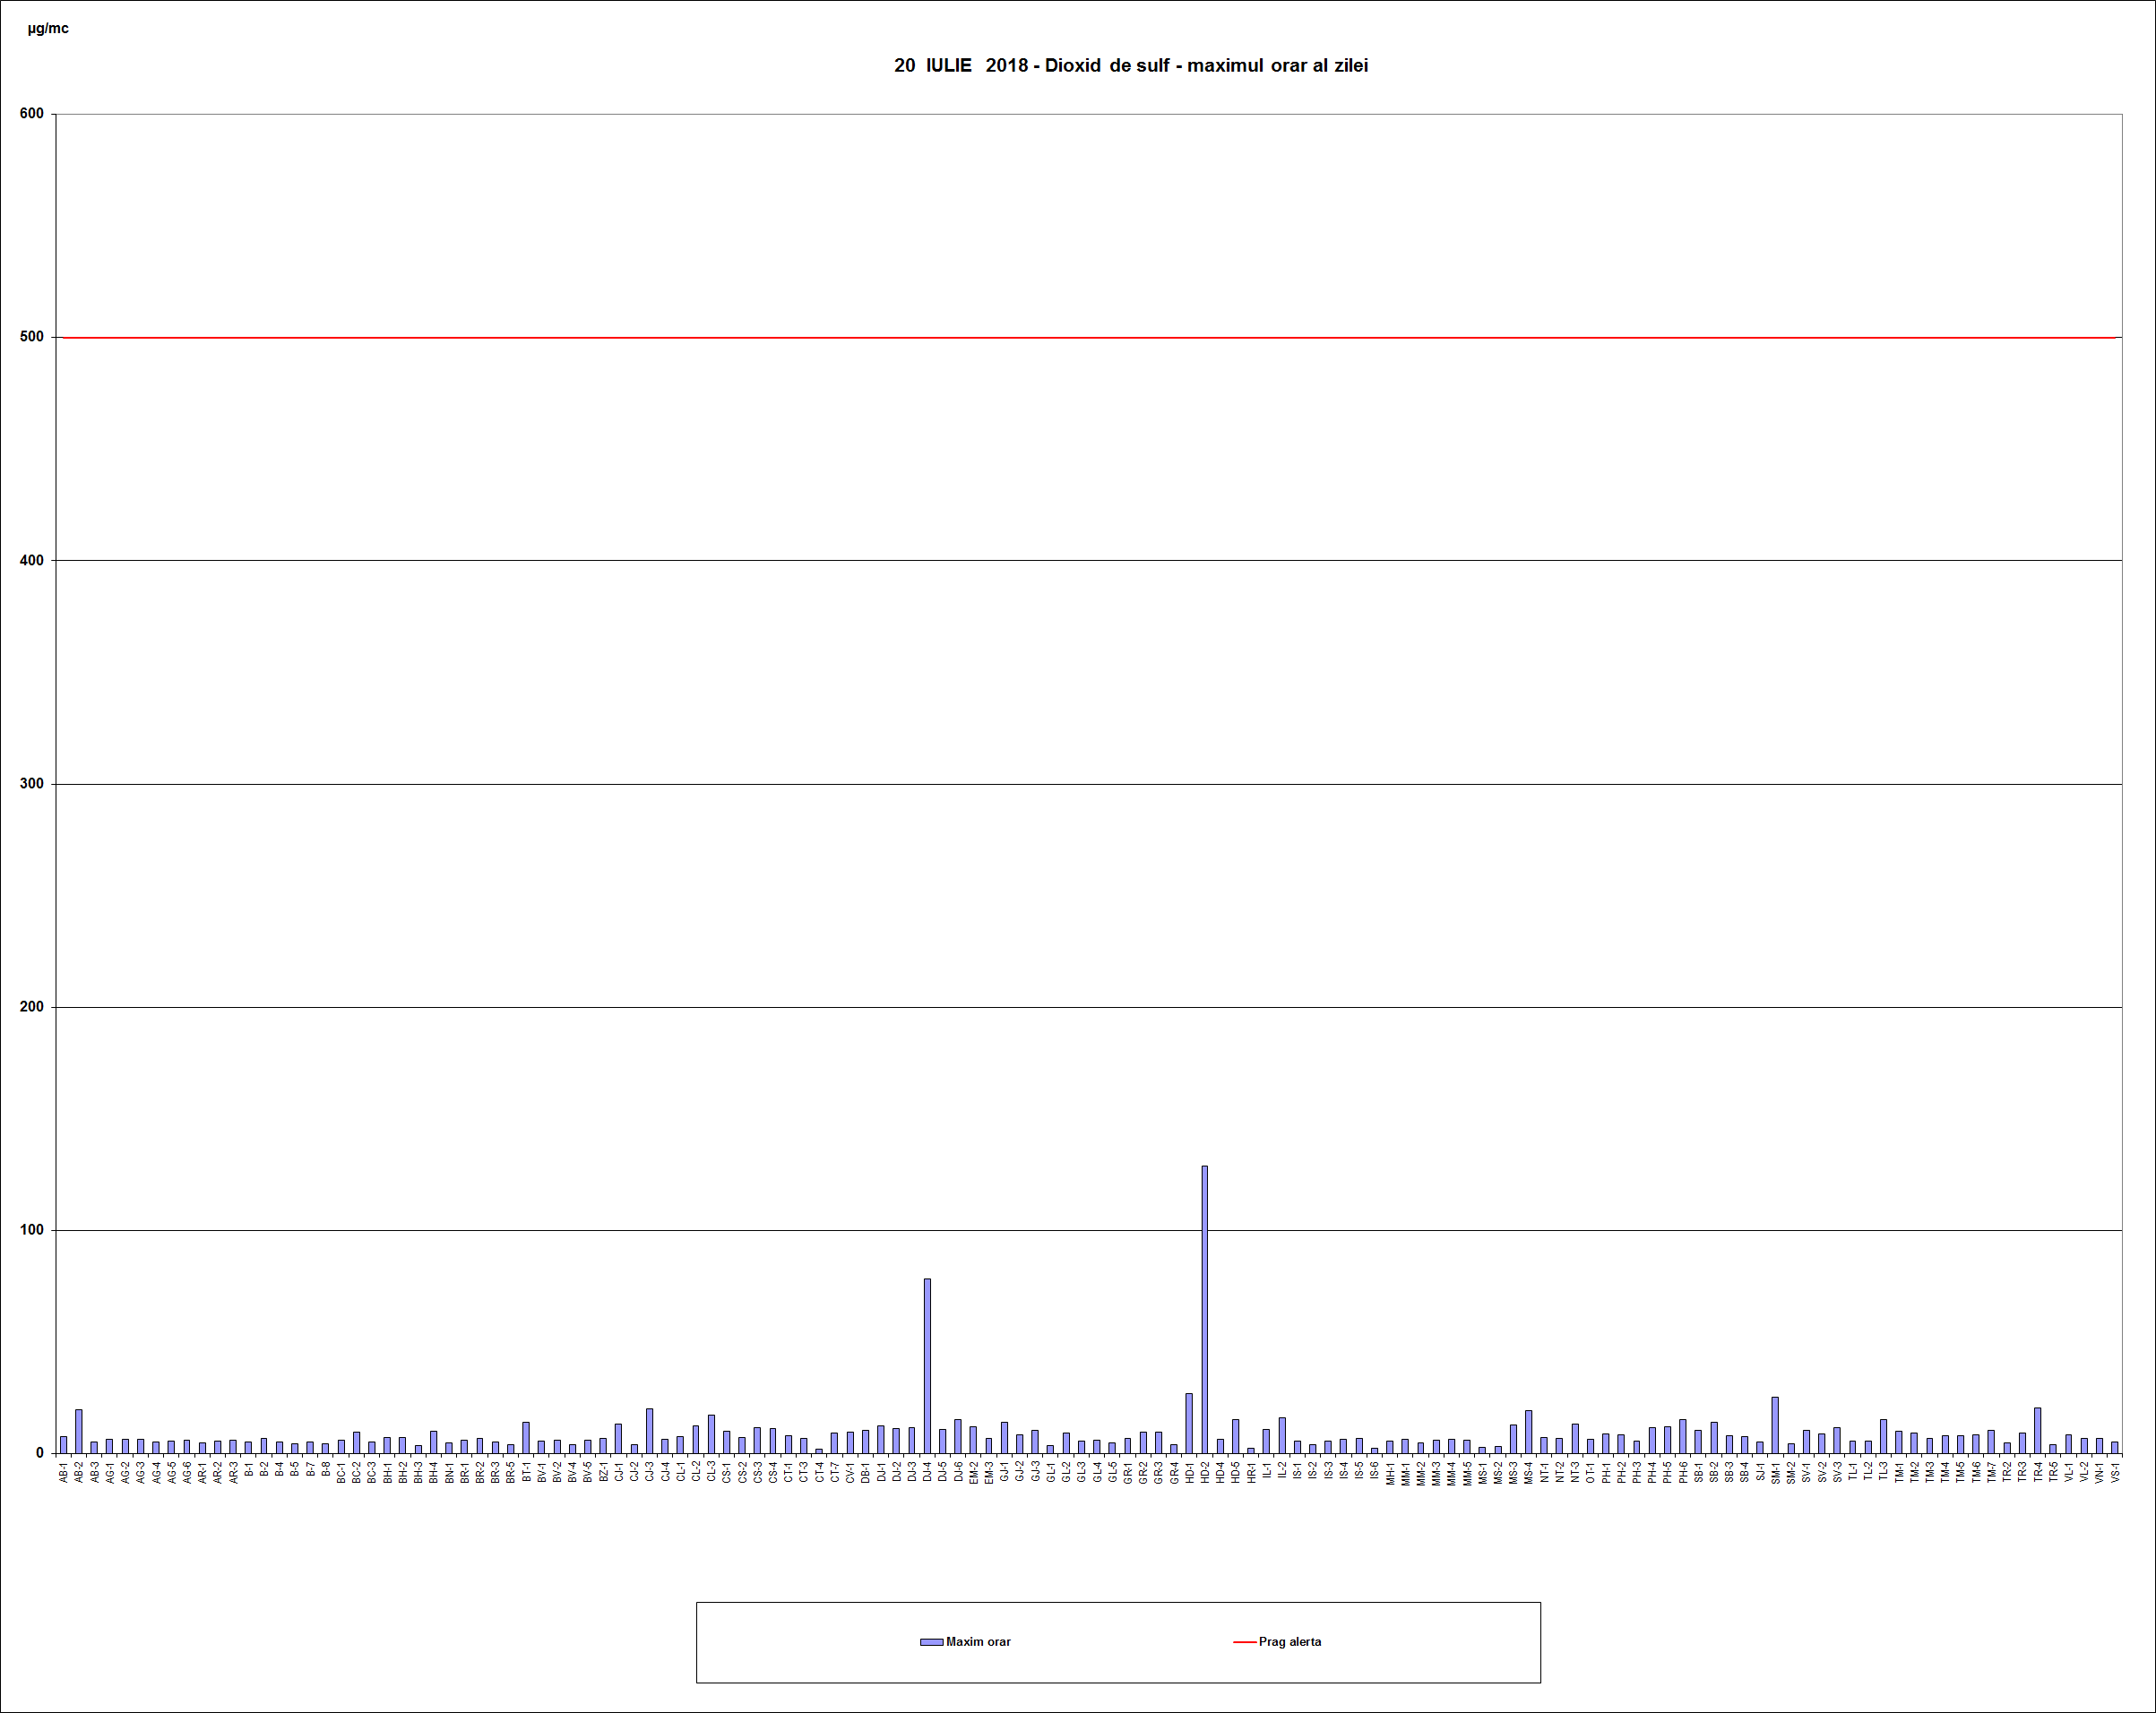 µg/mc
20 IULIE 2018 - Dioxid de sulf - maximul orar al zilei
600
500
400
300
200
100
0
AB-1 AB-2 AB-3 AG-1 AG-2 AG-3 AG-4 AG-5 AG-6 AR-1 AR-2 AR-3 B-1 B-2 B-4 B-5 B-7 B-8 BC-1 BC-2 BC-3 BH-1 BH-2 BH-3 BH-4 BN-1 BR-1 BR-2 BR-3 BR-5 BT-1 BV-1 BV-2 BV-4 BV-5 BZ-1 CJ-1 CJ-2 CJ-3 CJ-4 CL-1 CL-2 CL-3 CS-1 CS-2 CS-3 CS-4 CT-1 CT-3 CT-4 CT-7 CV-1 DB-1 DJ-1 DJ-2 DJ-3 DJ-4 DJ-5 DJ-6 EM-2 EM-3 GJ-1 GJ-2 GJ-3 GL-1 GL-2 GL-3 GL-4 GL-5 GR-1 GR-2 GR-3 GR-4 HD-1 HD-2 HD-4 HD-5 HR-1 IL-1 IL-2 IS-1 IS-2 IS-3 IS-4 IS-5 IS-6 MH-1 MM-1 MM-2 MM-3 MM-4 MM-5 MS-1 MS-2 MS-3 MS-4 NT-1 NT-2 NT-3 OT-1 PH-1 PH-2 PH-3 PH-4 PH-5 PH-6 SB-1 SB-2 SB-3 SB-4 SJ-1 SM-1 SM-2 SV-1 SV-2 SV-3 TL-1 TL-2 TL-3 TM-1 TM-2 TM-3 TM-4 TM-5 TM-6 TM-7 TR-2 TR-3 TR-4 TR-5 VL-1 VL-2 VN-1 VS-1
Maxim orar Prag alerta